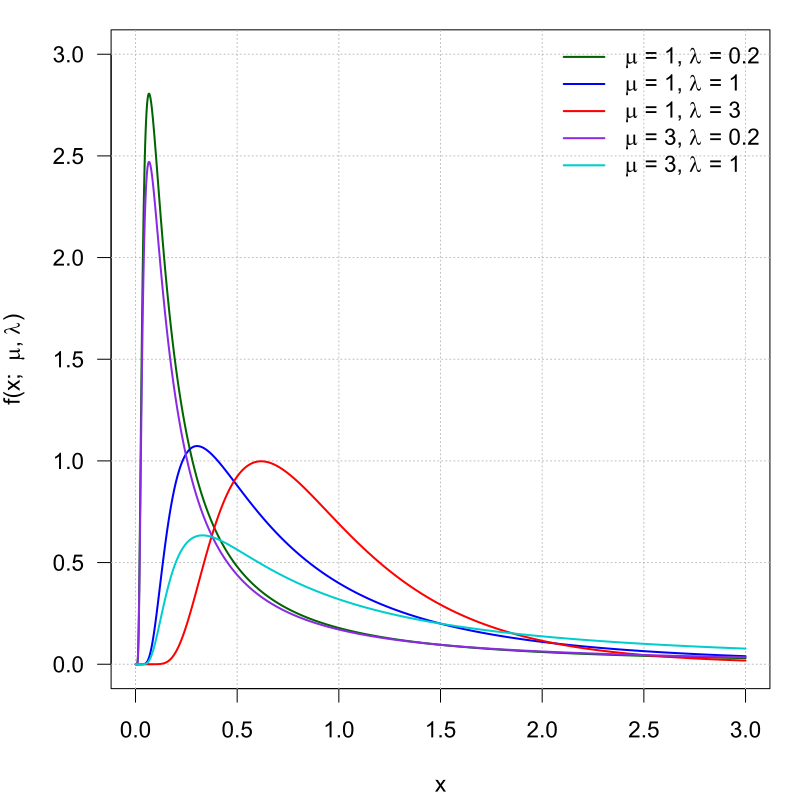 3.0
2.5
2.0
1.5
1.0
0.5
0.0
f(x; μ, λ)
μ = 1, λ = 0.2
μ = 1, λ = 1
μ = 1, λ = 3
μ = 3, λ = 0.2
μ = 3, λ = 1
0.0 0.5 1.0 1.5 2.0 2.5 3.0
x